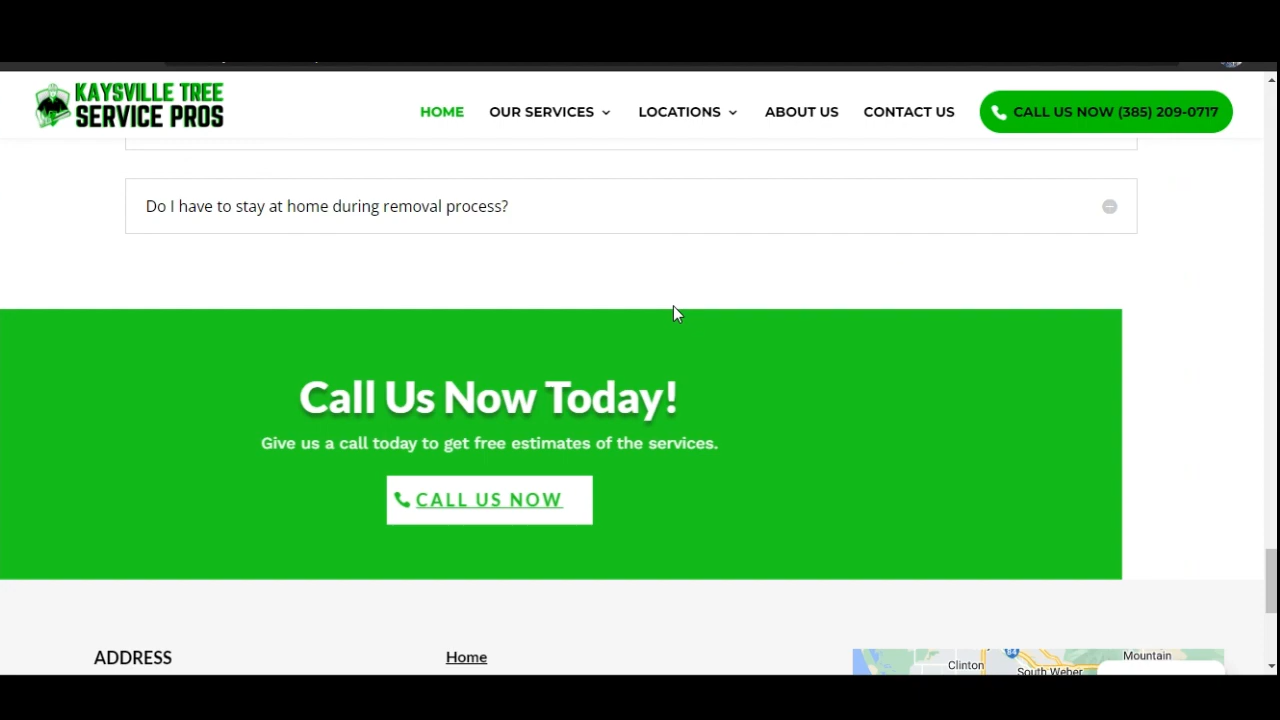 KAYSVILLE TREE
SERVICE PROS
HOME
OUR SERVICES
LOCATIONS
ABOUT US
CONTACT US
CALL US NOW (385) 209-0717
Do I have to stay at home during removal process?
Call Us Now Today!
Give us a call today to get free estimates of the services.
CALL US NOW
ADDRESS
Home
Clinton
84
South Weber
Mountain